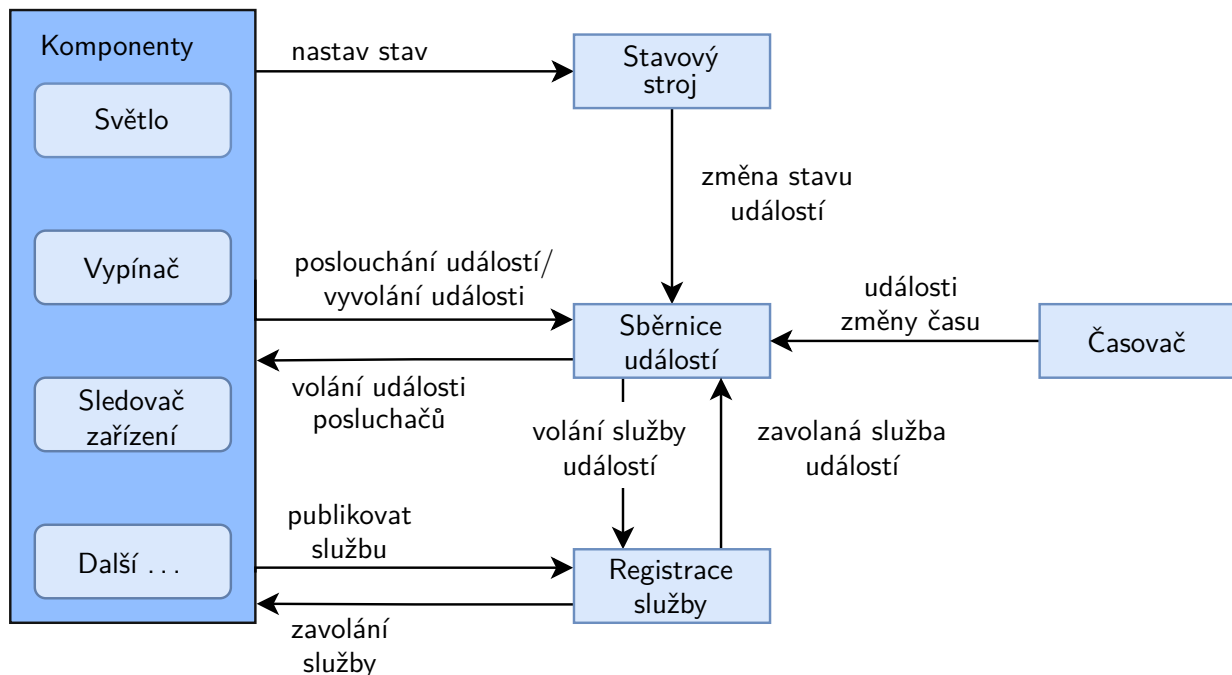 Komponenty
Světlo
Vypínač
Sledovač
zařízení
Další . . .
nastav stav
Stavový
stroj
změna stavu
událostí
poslouchání událostí/
vyvolání události
Sběrnice
událostí
události
změny času
Časovač
volání události
posluchačů
volání služby
událostí
zavolaná služba
událostí
publikovat
službu
Registrace
služby
zavolání
služby